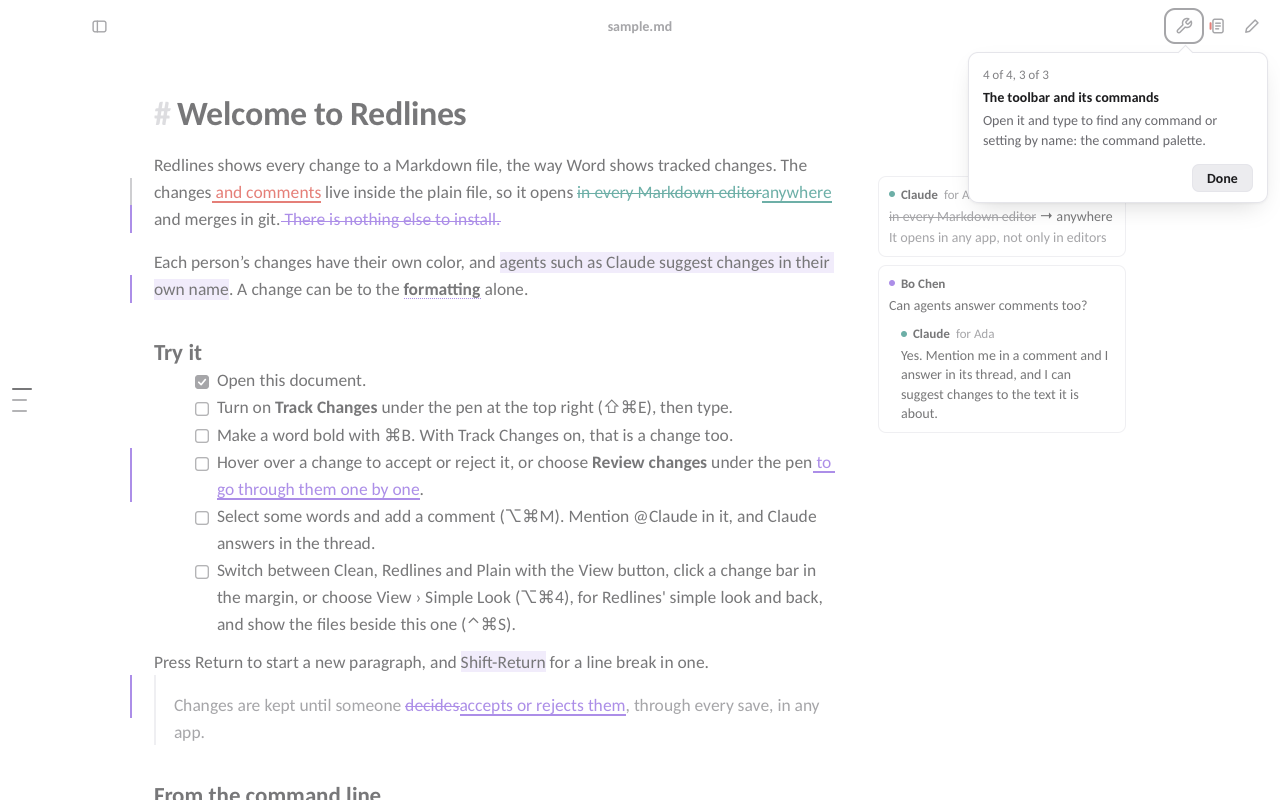 sample.md
4 of 4, 3 of 3
The toolbar and its commands
Open it and type to find any command or
setting by name: the command palette.
Done
# Welcome to Redlines
Redlines shows every change to a Markdown file, the way Word shows tracked changes. The
changes and comments live inside the plain file, so it opens in every Markdown editoranywhere
and merges in git. There is nothing else to install.
Each person’s changes have their own color, and agents such as Claude suggest changes in their
own name. A change can be to the formatting alone.
Try it
Open this document.
Turn on Track Changes under the pen at the top right (⇧⌘E), then type.
Make a word bold with ⌘B. With Track Changes on, that is a change too.
Hover over a change to accept or reject it, or choose Review changes under the pen to
go through them one by one.
Select some words and add a comment (⌥⌘M). Mention @Claude in it, and Claude
answers in the thread.
Switch between Clean, Redlines and Plain with the View button, click a change bar in
the margin, or choose View › Simple Look (⌥⌘4), for Redlines' simple look and back,
and show the files beside this one (^⌘S).
Press Return to start a new paragraph, and Shift-Return for a line break in one.
Changes are kept until someone decidesaccepts or rejects them, through every save, in any
app.
From the command line
Claude for A
in every Markdown editor → anywhere
It opens in any app, not only in editors
Bo Chen
Can agents answer comments too?
Claude for Ada
Yes. Mention me in a comment and I
answer in its thread, and I can
suggest changes to the text it is
about.